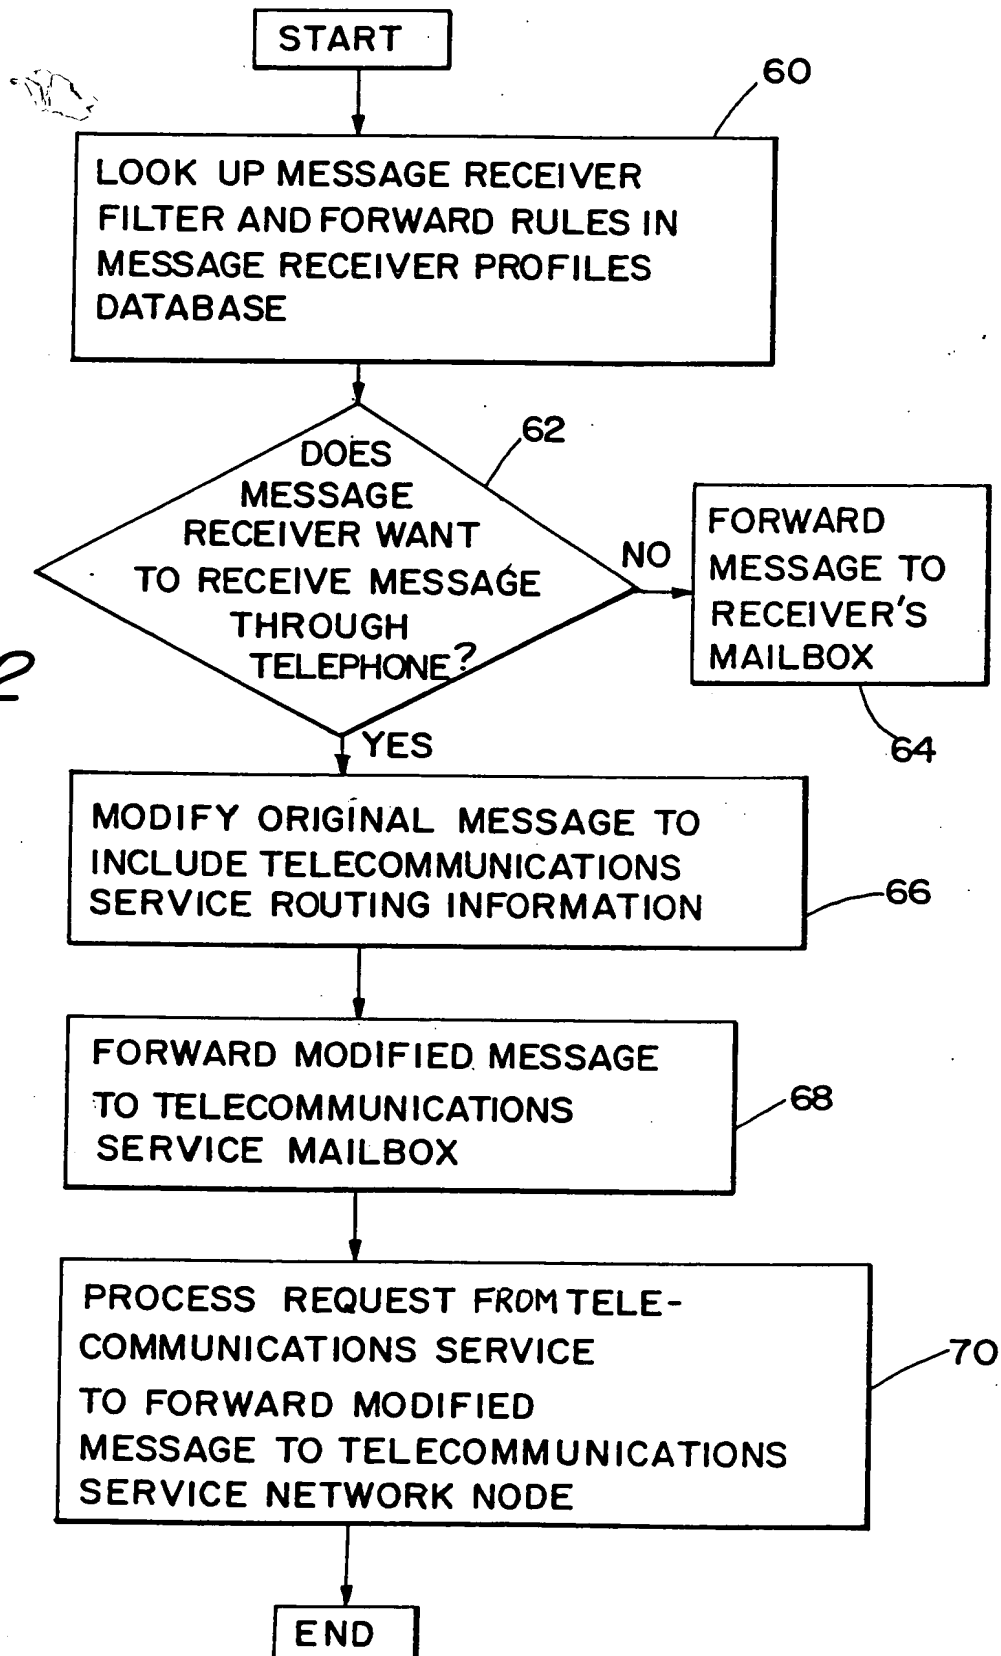 START
60
LOOK UP MESSAGE RECEIVER
FILTER AND FORWARD RULES IN
MESSAGE RECEIVER PROFILES
DATABASE
62
DOES
MESSAGE
RECEIVER WANT
TO RECEIVE MESSAGE
THROUGH
TELEPHONE?
NO
FORWARD
MESSAGE TO
RECEIVER'S
MAILBOX
64
2
YES
MODIFY ORIGINAL MESSAGE TO
INCLUDE TELECOMMUNICATIONS
SERVICE ROUTING INFORMATION
66
FORWARD MODIFIED MESSAGE
TO TELECOMMUNICATIONS
SERVICE MAILBOX
68
PROCESS REQUEST FROM TELE-
COMMUNICATIONS SERVICE
TO FORWARD MODIFIED
MESSAGE TO TELECOMMUNICATIONS
SERVICE NETWORK NODE
70
END